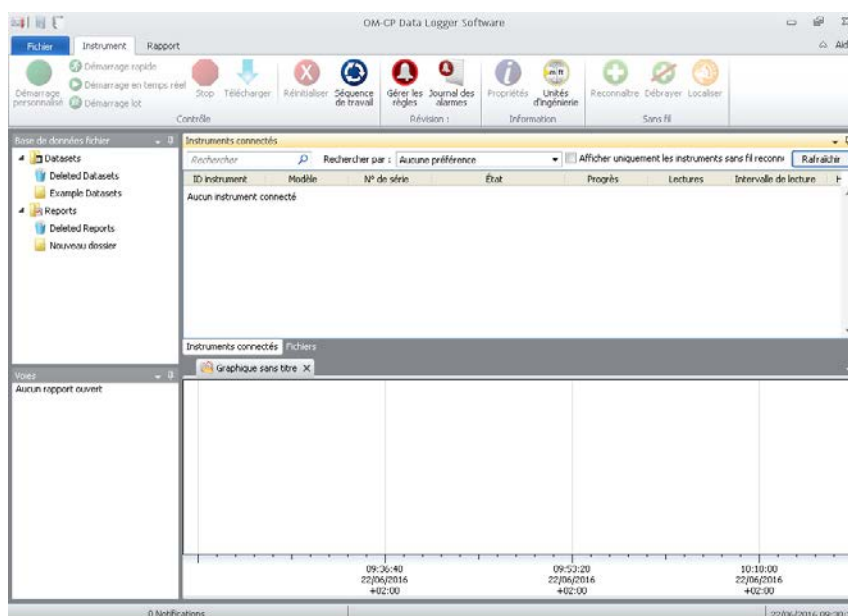 OM-CP Data Logger Software
Fichier Instrument Rapport
Démarrage personnalisé
Démarrage rapide
Démarrage en temps réel
Démarrage lot
Stop
Télécharger
Réinitialiser
Séquence de travail
Gérer les règles
Journal des alarmes
Propriétés
Unités d'ingénierie
Reconnaître
Débrayer
Localiser
Contrôle
Révision :
Information
Sans fil
Base de données fichier
Datasets
Deleted Datasets
Example Datasets
Reports
Deleted Reports
Nouveau dossier
Instruments connectés
Rechercher
Rechercher par : Aucune préférence
Afficher uniquement les instruments sans fil reconn
Rafraîchir
ID instrument Modèle N° de série État Progrès Lectures Intervalle de lecture
Aucun instrument connecté
Instruments connectés Fichiers
Voies
Aucun rapport ouvert
Graphique sans titre
09:36:40 09:53:20 10:10:00
22/06/2016 22/06/2016 22/06/2016
+02:00 +02:00 +02:00
0 Notifications